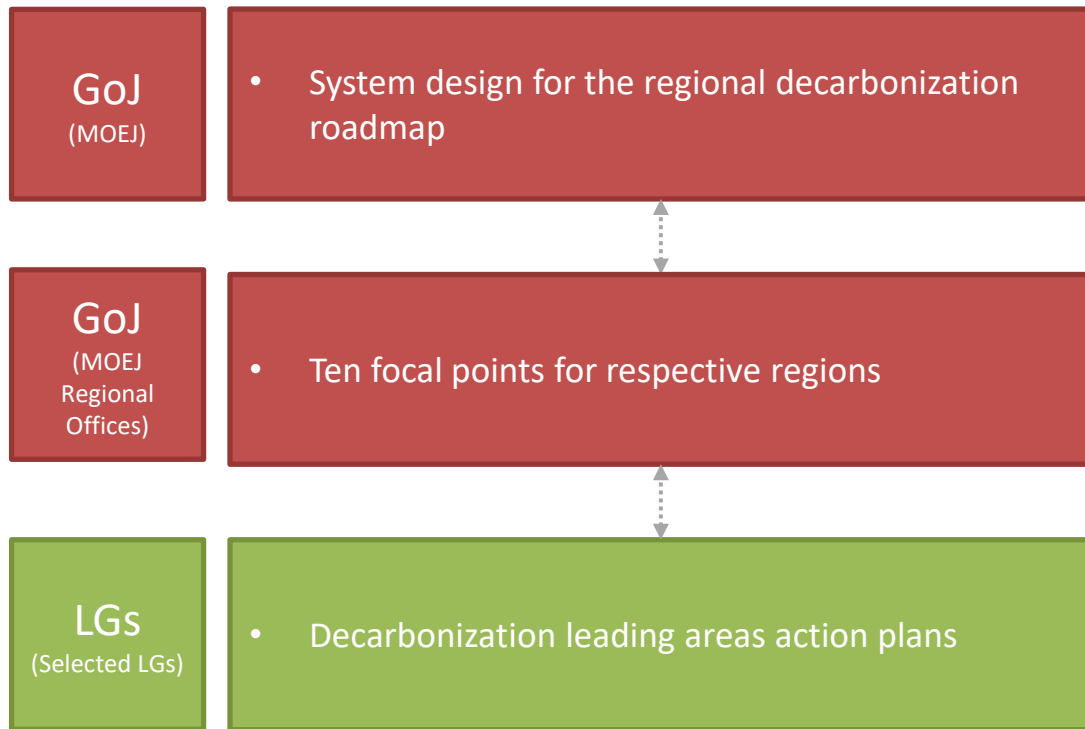 GoJ
(MOEJ)
• System design for the regional decarbonization
roadmap
GoJ
(MOEJ
Regional
Offices)
• Ten focal points for respective regions
LGs
(Selected LGs)
• Decarbonization leading areas action plans